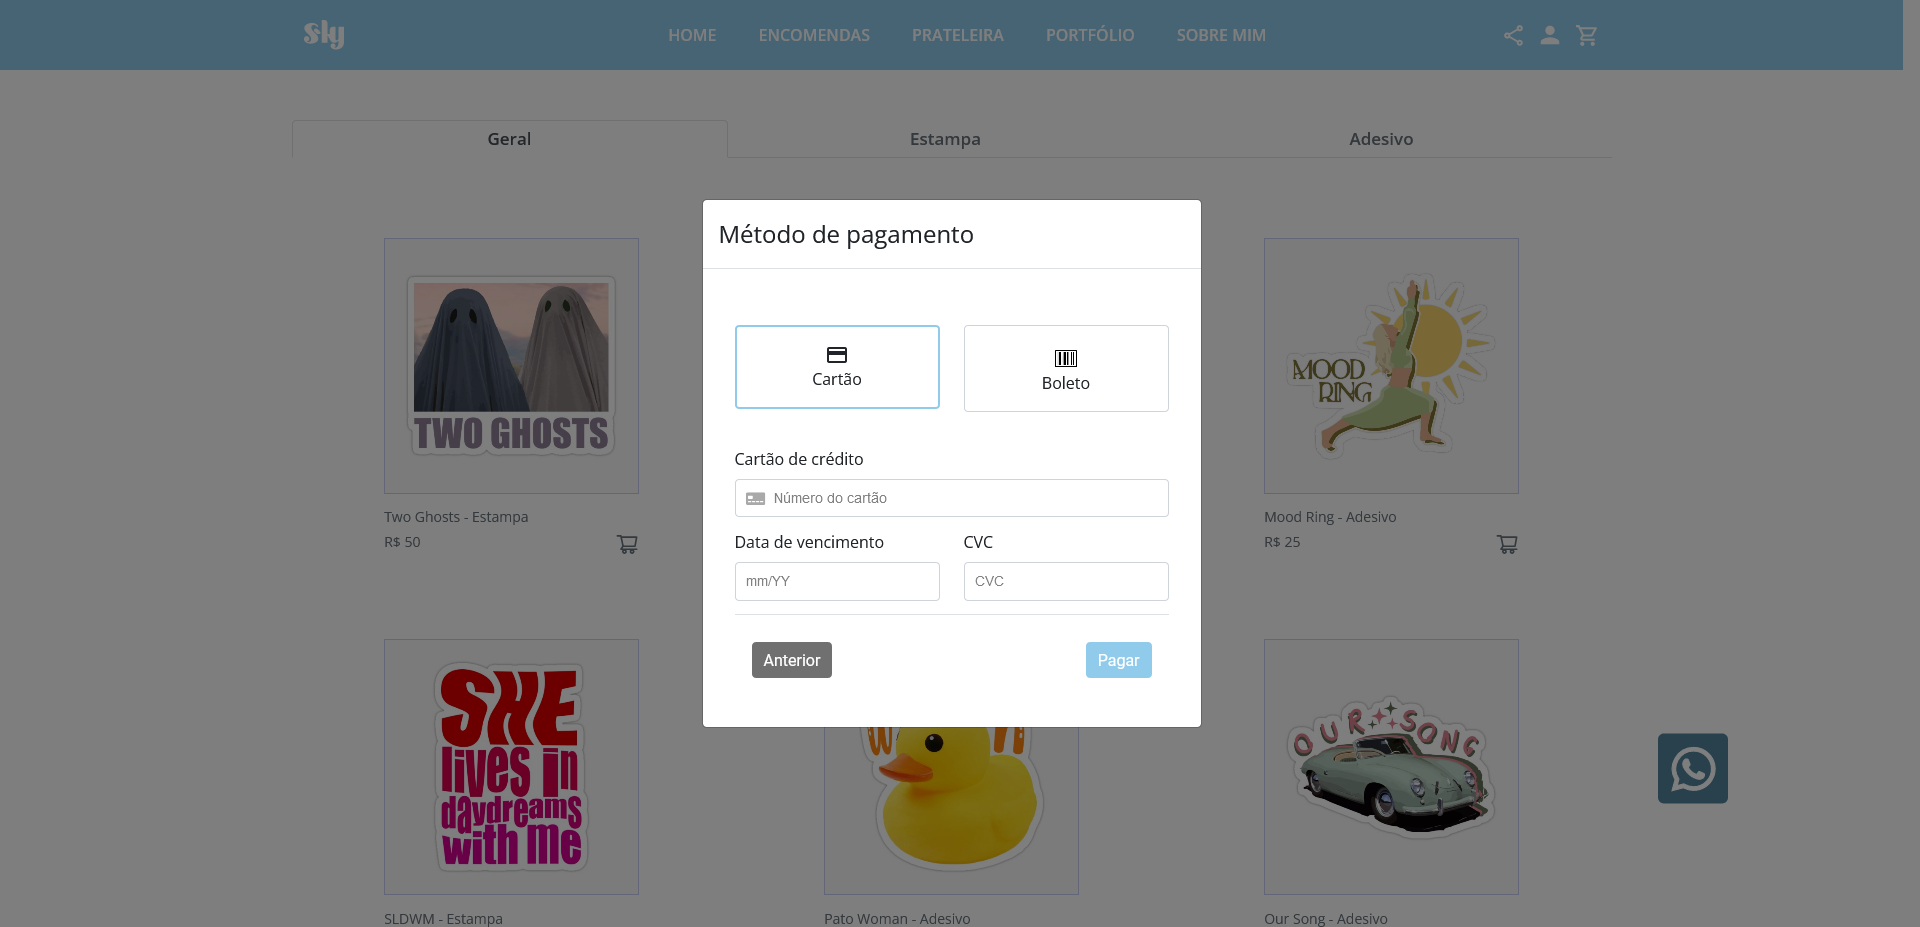 sly
HOME
ENCOMENDAS
PRATELEIRA
PORTFÓLIO
SOBRE MIM
Geral
Estampa
Adesivo
Método de pagamento
Cartão
Boleto
Cartão de crédito
Número do cartão
Data de vencimento
CVC
mm/YY
CVC
Anterior
Pagar
TWO GHOSTS
Two Ghosts - Estampa
R$ 50
MOOD
RING
Mood Ring - Adesivo
R$ 25
SHE
lives in
daydreams
with me
SLDWM - Estampa
Pato Woman - Adesivo
OUR SONG
Our Song - Adesivo